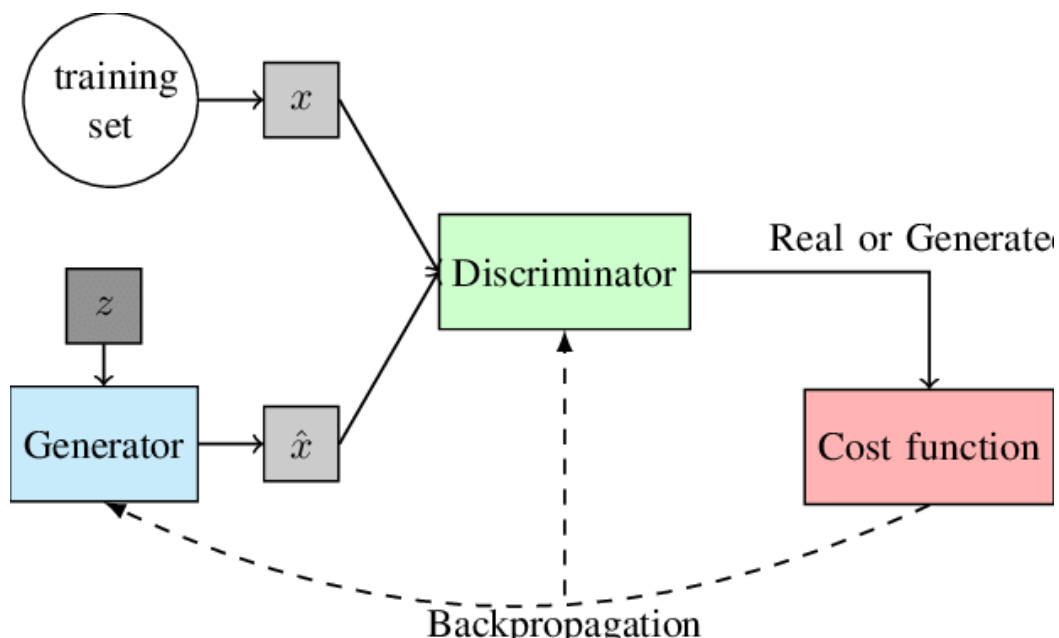 training
set
x
z
Generator
x̂
Discriminator
Real or Generated
Cost function
Backpropagation